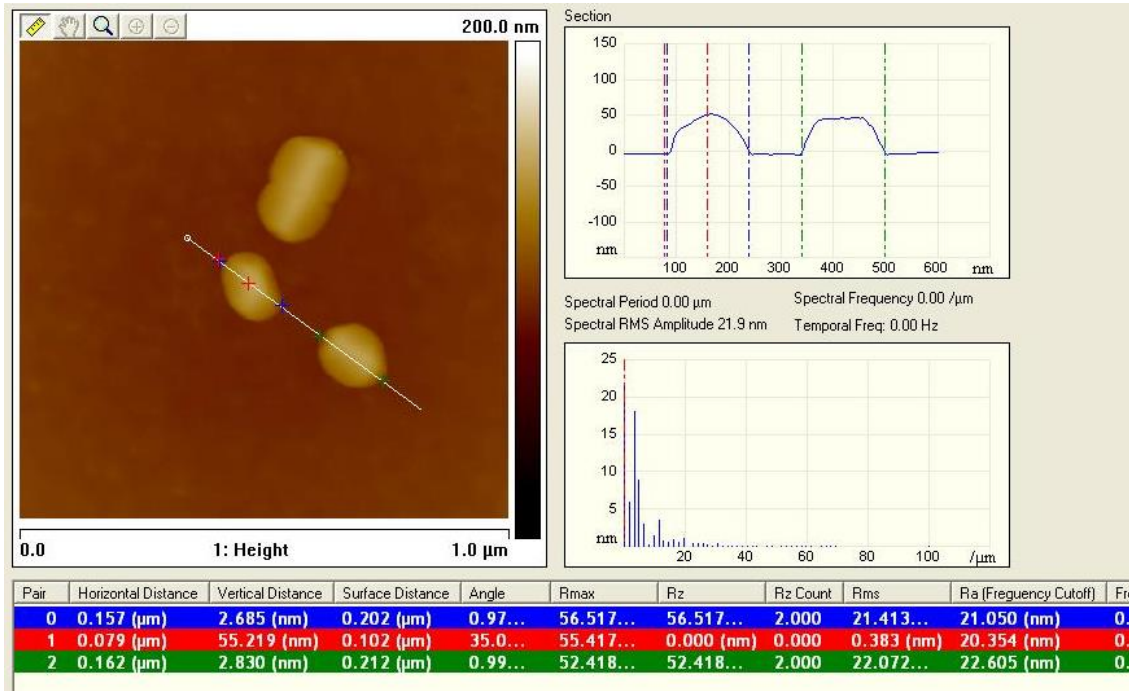 200.0 nm
0.0 1: Height 1.0 µm
Section
150
100
50
0
-50
-100
nm
100 200 300 400 500 600 nm
Spectral Period 0.00 µm Spectral Frequency 0.00 /µm
Spectral RMS Amplitude 21.9 nm Temporal Freq: 0.00 Hz
25
20
15
10
5
nm
20 40 60 80 100 /µm
Pair Horizontal Distance Vertical Distance Surface Distance Angle Rmax Rz Rz Count Rms Ra (Freguency Cutoff) Fre
0 0.157 (µm) 2.685 (nm) 0.202 (µm) 0.97... 56.517... 56.517... 2.000 21.413... 21.050 (nm) 0.
1 0.079 (µm) 55.219 (nm) 0.102 (µm) 35.0... 55.417... 0.000 (nm) 0.000 0.383 (nm) 20.354 (nm) 0.
2 0.162 (µm) 2.830 (nm) 0.212 (µm) 0.99... 52.418... 52.418... 2.000 22.072... 22.605 (nm) 0.